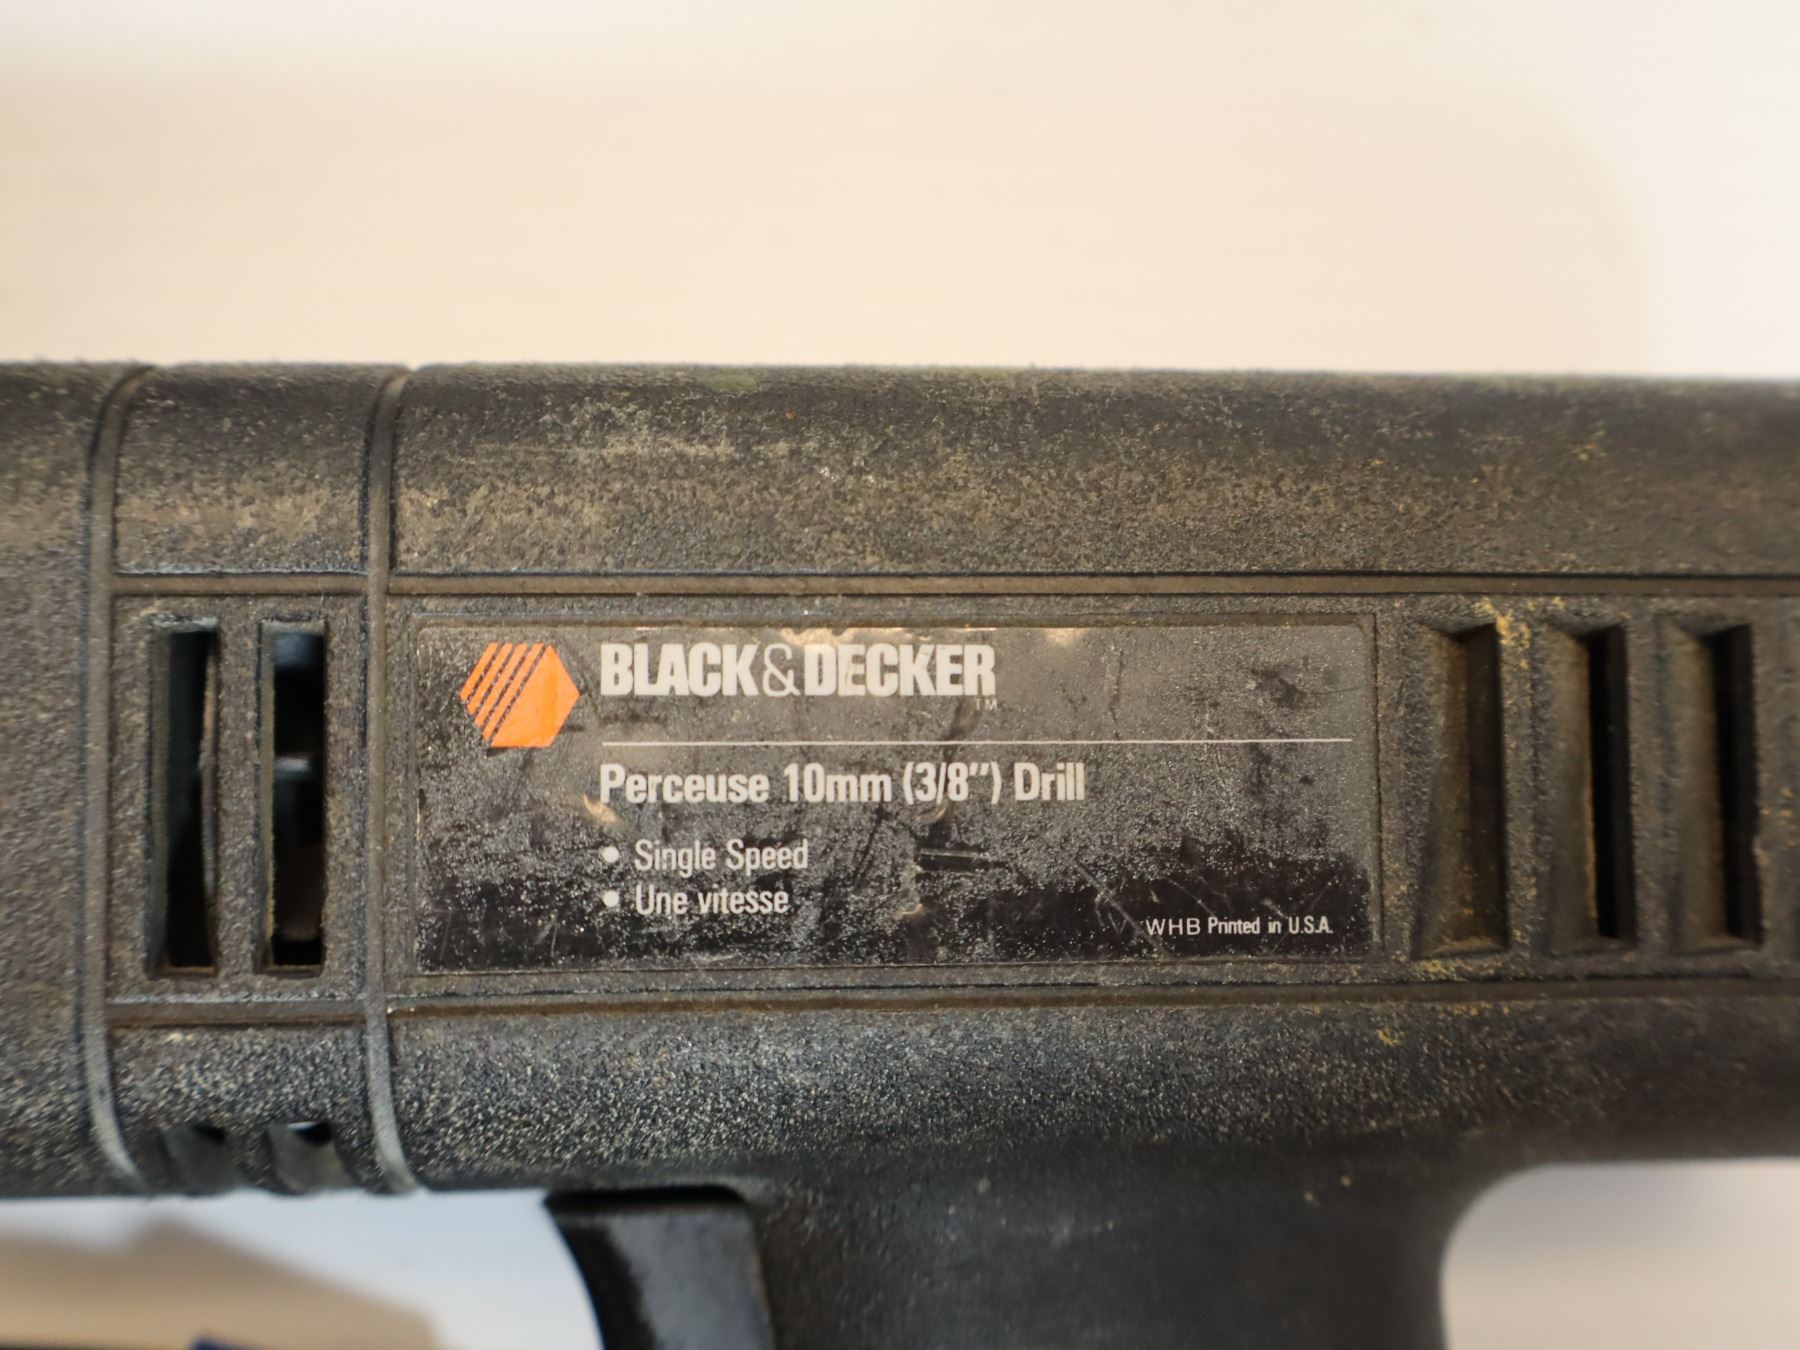 BLACK&DECKER
TM
Perceuse 10mm (3/8") Drill
• Single Speed
• Une vitesse
WHB Printed in U.S.A.